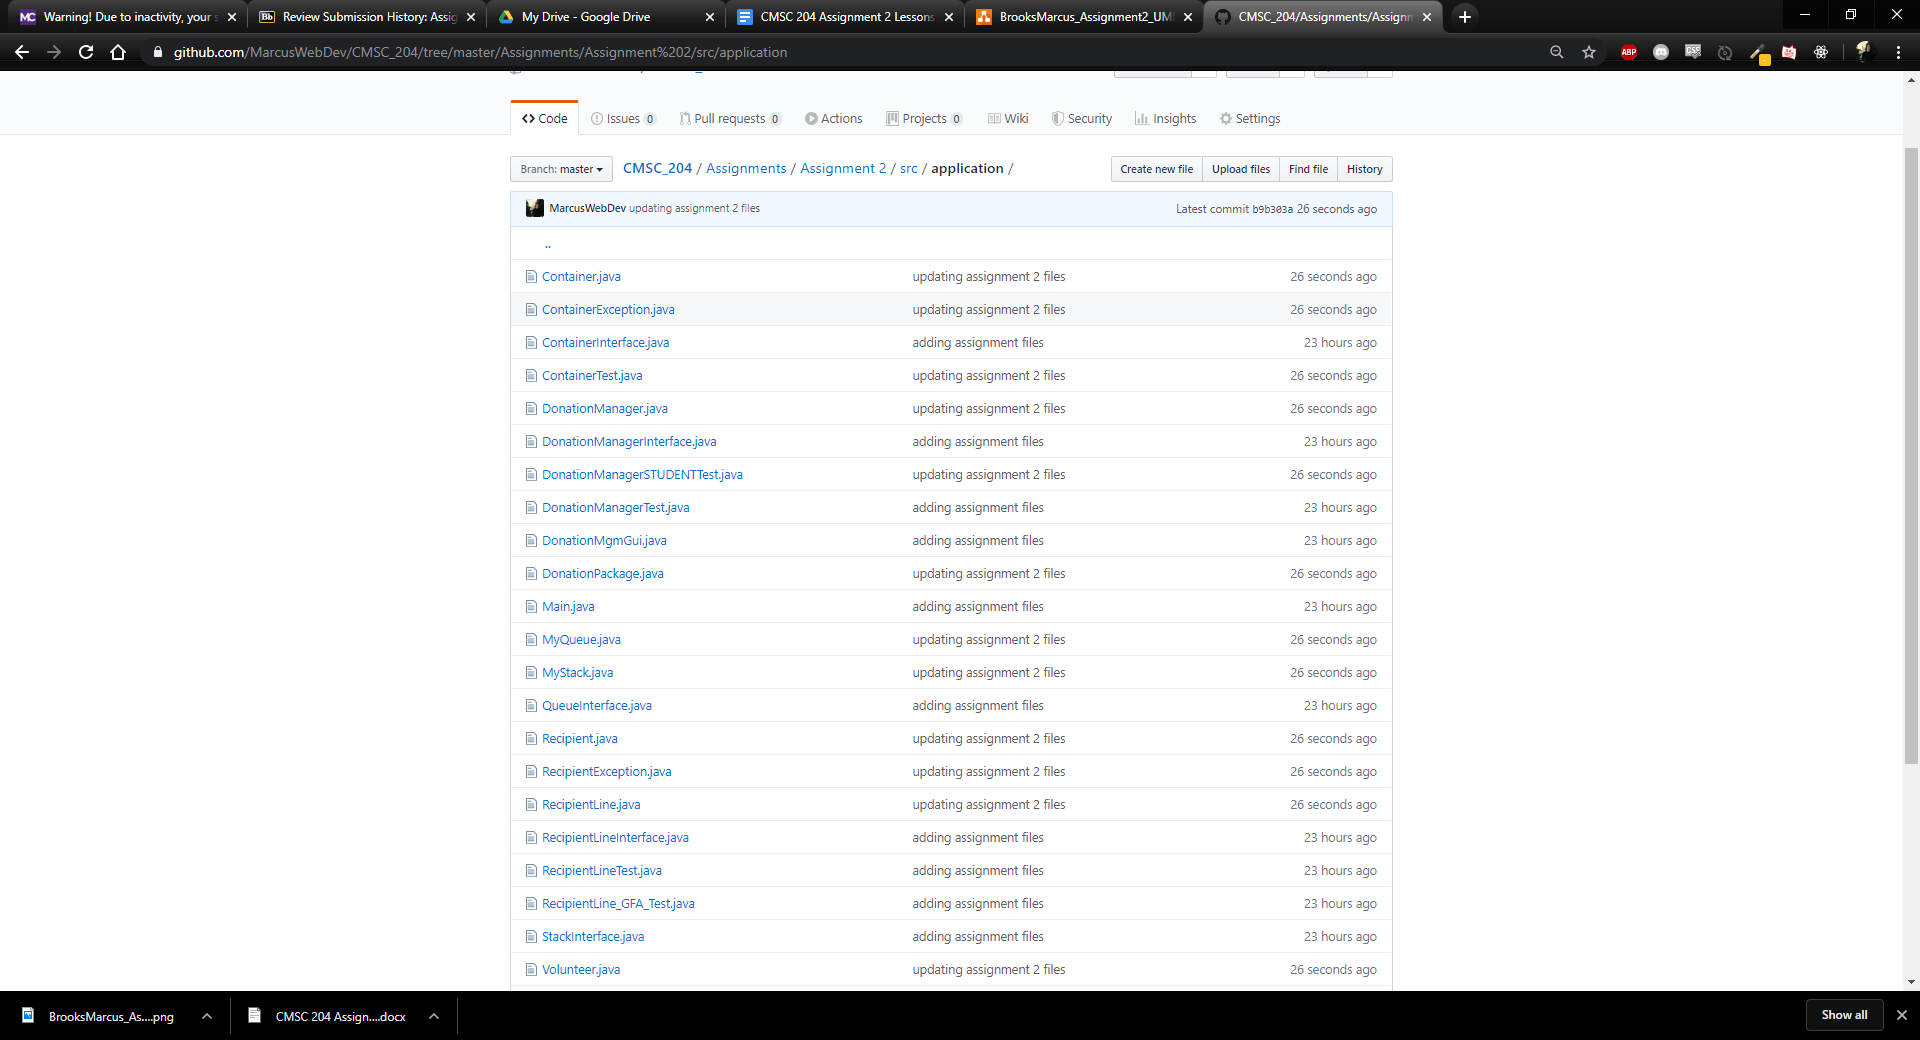 MC Warning! Due to inactivity, your s
Bb Review Submission History: Assig
My Drive - Google Drive
CMSC 204 Assignment 2 Lessons
BrooksMarcus_Assignment2_UM
CMSC_204/Assignments/Assignm
github.com/MarcusWebDev/CMSC_204/tree/master/Assignments/Assignment%202/src/application
ABP
CSS
Code
Issues 0
Pull requests 0
Actions
Projects 0
Wiki
Security
Insights
Settings
Branch: master
CMSC_204 / Assignments / Assignment 2 / src / application /
Create new file
Upload files
Find file
History
MarcusWebDev updating assignment 2 files
Latest commit b9b303a 26 seconds ago
..
Container.java updating assignment 2 files 26 seconds ago
ContainerException.java updating assignment 2 files 26 seconds ago
ContainerInterface.java adding assignment files 23 hours ago
ContainerTest.java updating assignment 2 files 26 seconds ago
DonationManager.java updating assignment 2 files 26 seconds ago
DonationManagerInterface.java adding assignment files 23 hours ago
DonationManagerSTUDENTTest.java updating assignment 2 files 26 seconds ago
DonationManagerTest.java adding assignment files 23 hours ago
DonationMgmGui.java adding assignment files 23 hours ago
DonationPackage.java updating assignment 2 files 26 seconds ago
Main.java adding assignment files 23 hours ago
MyQueue.java updating assignment 2 files 26 seconds ago
MyStack.java updating assignment 2 files 26 seconds ago
QueueInterface.java adding assignment files 23 hours ago
Recipient.java updating assignment 2 files 26 seconds ago
RecipientException.java updating assignment 2 files 26 seconds ago
RecipientLine.java updating assignment 2 files 26 seconds ago
RecipientLineInterface.java adding assignment files 23 hours ago
RecipientLineTest.java adding assignment files 23 hours ago
RecipientLine_GFA_Test.java adding assignment files 23 hours ago
StackInterface.java adding assignment files 23 hours ago
Volunteer.java updating assignment 2 files 26 seconds ago
BrooksMarcus_As....png
CMSC 204 Assign....docx
Show all